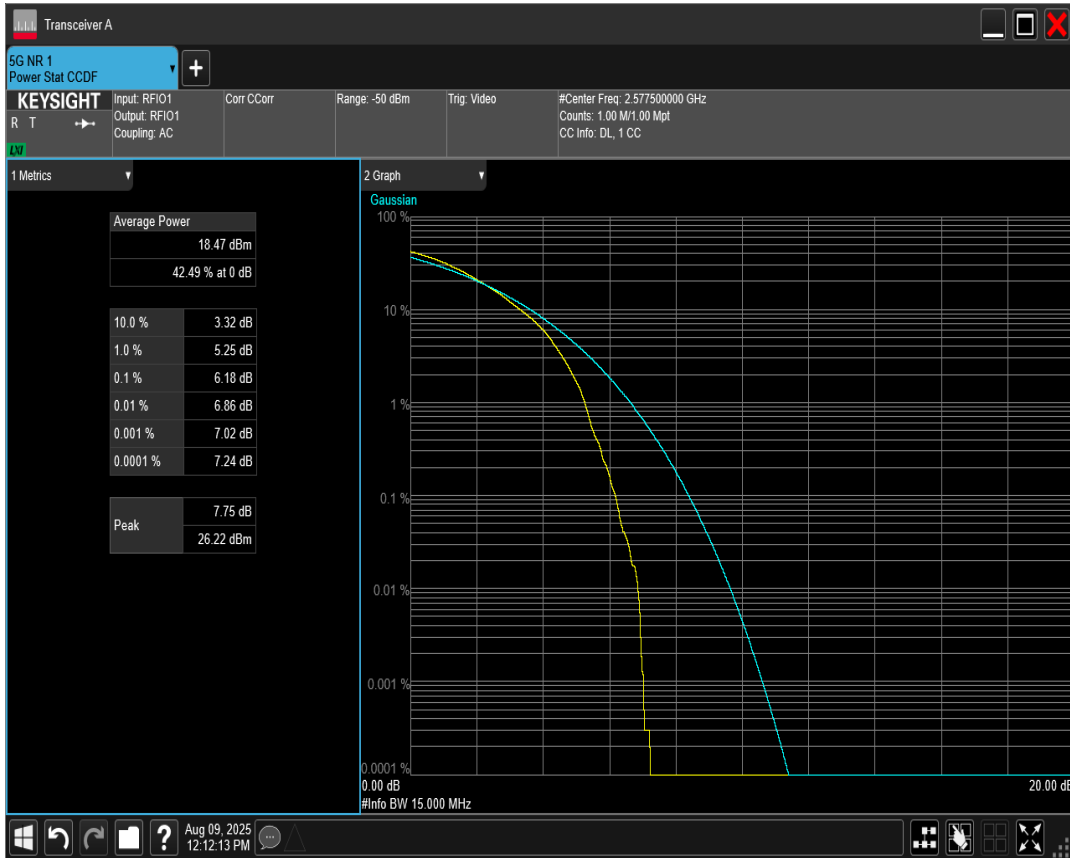 Transceiver A
5G NR 1
Power Stat CCDF
KEYSIGHT
R T
LXI
Input: RFIO1
Output: RFIO1
Coupling: AC
Corr CCorr
Range: -50 dBm
Trig: Video
#Center Freq: 2.577500000 GHz
Counts: 1.00 M/1.00 Mpt
CC Info: DL, 1 CC
1 Metrics
Average Power
18.47 dBm
42.49 % at 0 dB
10.0 % 3.32 dB
1.0 % 5.25 dB
0.1 % 6.18 dB
0.01 % 6.86 dB
0.001 % 7.02 dB
0.0001 % 7.24 dB
Peak
7.75 dB
26.22 dBm
2 Graph
Gaussian
100 %
10 %
1 %
0.1 %
0.01 %
0.001 %
0.0001 %
0.00 dB
20.00 dB
#Info BW 15.000 MHz
?
Aug 09, 2025
12:12:13 PM